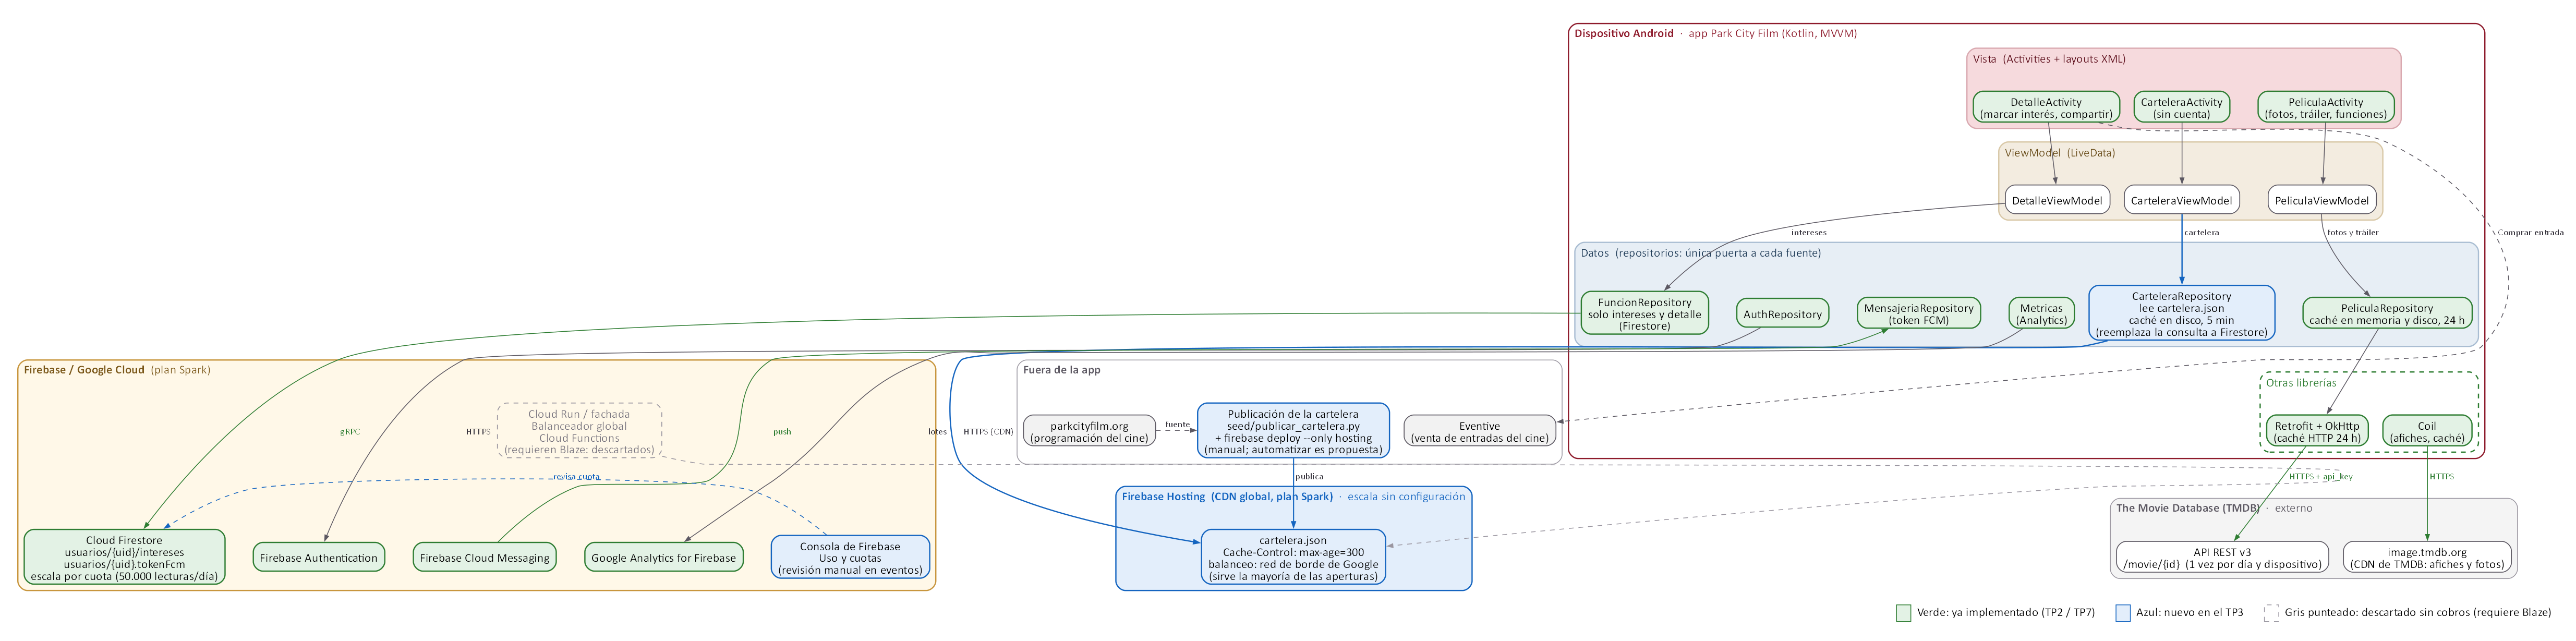 Dispositivo Android · app Park City Film (Kotlin, MVVM)
Vista (Activities + layouts XML)
DetalleActivity
(marcar interés, compartir)
CarteleraActivity
(sin cuenta)
PeliculaActivity
(fotos, tráiler, funciones)
ViewModel (LiveData)
DetalleViewModel
CarteleraViewModel
PeliculaViewModel
intereses
cartelera
fotos y tráiler
Comprar entrada
Datos (repositorios: única puerta a cada fuente)
FuncionRepository
solo intereses y detalle
(Firestore)
AuthRepository
MensajeriaRepository
(token FCM)
Metricas
(Analytics)
CarteleraRepository
lee cartelera.json
caché en disco, 5 min
(reemplaza la consulta a Firestore)
PeliculaRepository
caché en memoria y disco, 24 h
Otras librerías
Retrofit + OkHttp
(caché HTTP 24 h)
Coil
(afiches, caché)
Firebase / Google Cloud (plan Spark)
Cloud Run / fachada
Balanceador global
Cloud Functions
(requieren Blaze: descartados)
gRPC
HTTPS
push
lotes
HTTPS (CDN)
revisa cuota
Cloud Firestore
usuarios/{uid}/intereses
usuarios/{uid}.tokenFcm
escala por cuota (50.000 lecturas/día)
Firebase Authentication
Firebase Cloud Messaging
Google Analytics for Firebase
Consola de Firebase
Uso y cuotas
(revisión manual en eventos)
Fuera de la app
parkcityfilm.org
(programación del cine)
fuente
Publicación de la cartelera
seed/publicar_cartelera.py
+ firebase deploy --only hosting
(manual; automatizar es propuesta)
Eventive
(venta de entradas del cine)
publica
Firebase Hosting (CDN global, plan Spark) · escala sin configuración
cartelera.json
Cache-Control: max-age=300
balanceo: red de borde de Google
(sirve la mayoría de las aperturas)
HTTPS + api_key
HTTPS
The Movie Database (TMDB) · externo
API REST v3
/movie/{id} (1 vez por día y dispositivo)
image.tmdb.org
(CDN de TMDB: afiches y fotos)
Verde: ya implementado (TP2 / TP7)
Azul: nuevo en el TP3
Gris punteado: descartado sin cobros (requiere Blaze)